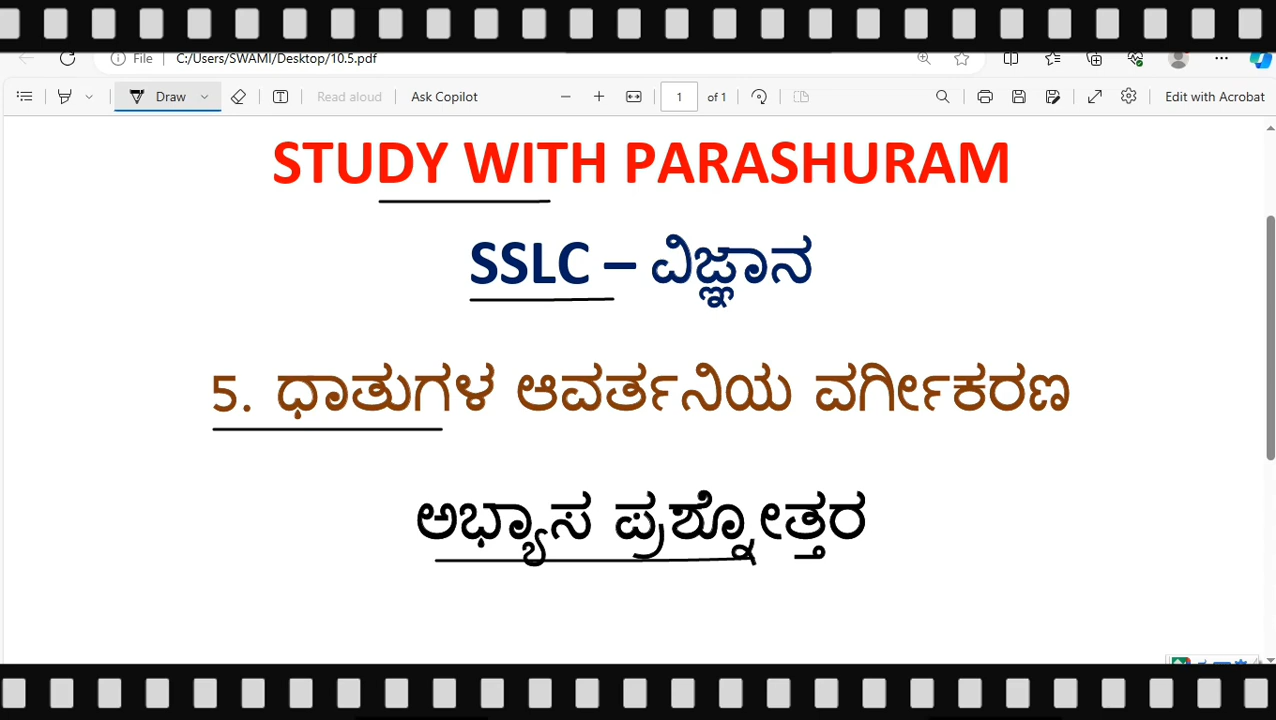 File C:/Users/SWAMI/Desktop/10.5.pdf
Draw Read aloud Ask Copilot 1 of 1 Edit with Acrobat
STUDY WITH PARASHURAM
SSLC – ವಿಜ್ಞಾನ
5. ಧಾತುಗಳ ಆವರ್ತನಿಯ ವರ್ಗೀಕರಣ
ಅಭ್ಯಾಸ ಪ್ರಶ್ನೋತ್ತರ